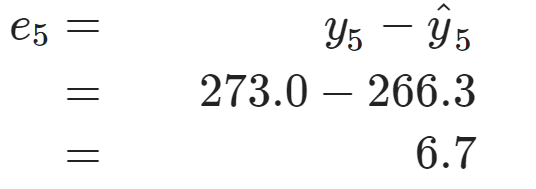 e₅ = y₅ − ŷ₅
= 273.0 − 266.3
= 6.7